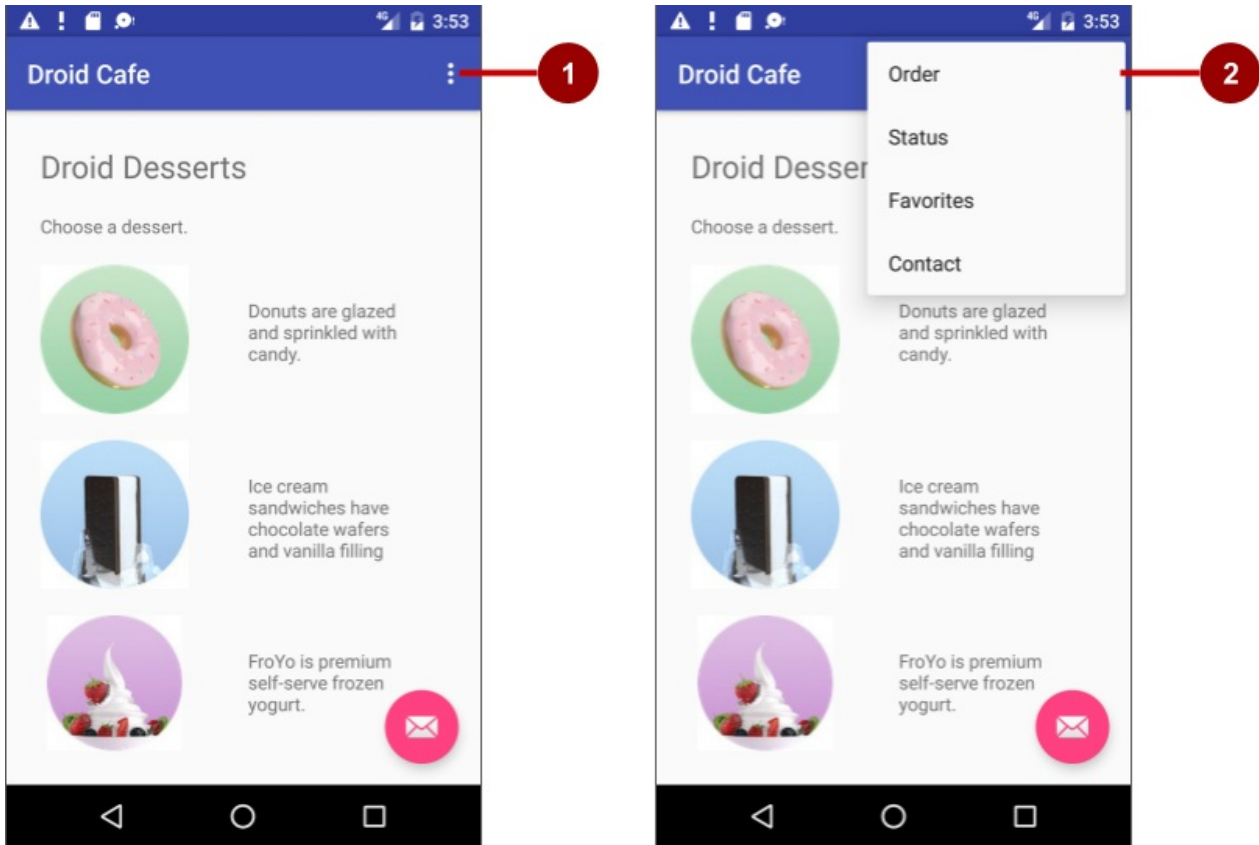 4G 3:53
Droid Cafe
1
Droid Desserts
Choose a dessert.
Donuts are glazed
and sprinkled with
candy.
Ice cream
sandwiches have
chocolate wafers
and vanilla filling
FroYo is premium
self-serve frozen
yogurt.
4G 3:53
Droid Cafe
Order
2
Status
Favorites
Contact
Droid Desser
Choose a dessert.
Donuts are glazed
and sprinkled with
candy.
Ice cream
sandwiches have
chocolate wafers
and vanilla filling
FroYo is premium
self-serve frozen
yogurt.